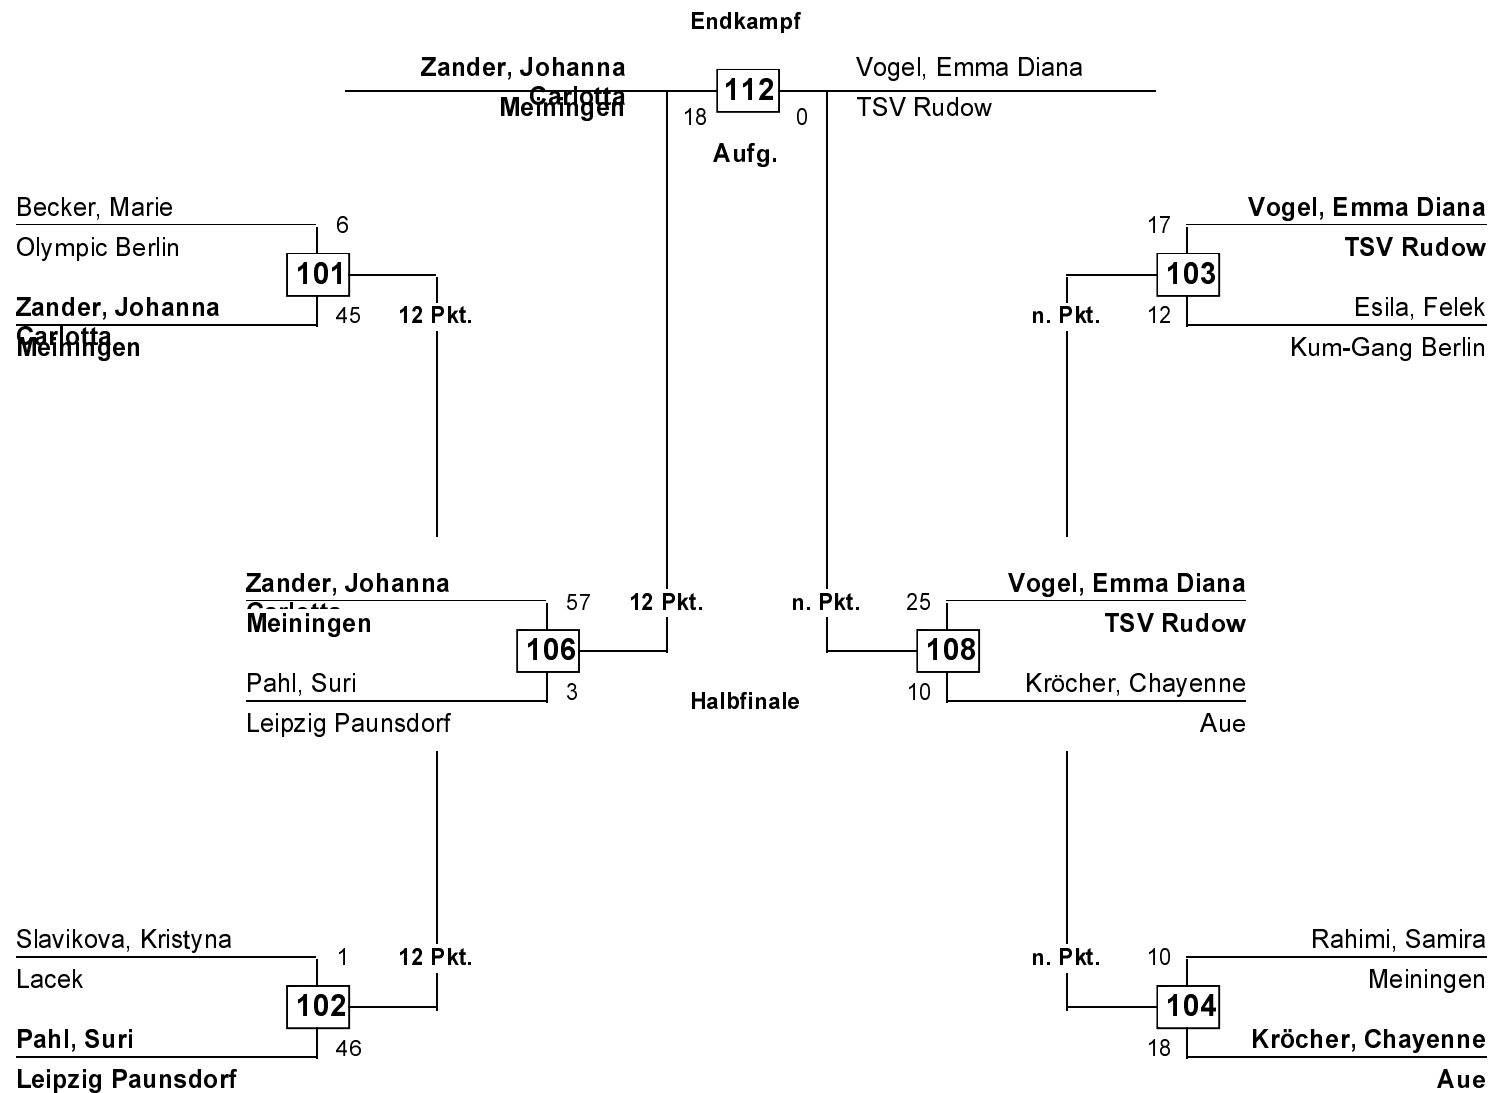 Endkampf
Zander, Johanna
Carlotta
Meiningen
112
Vogel, Emma Diana
TSV Rudow
18
0
Aufg.
Becker, Marie
Olympic Berlin
6
101
Zander, Johanna
Carlotta
Meiningen
45
12 Pkt.
17
Vogel, Emma Diana
TSV Rudow
103
n. Pkt.
12
Esila, Felek
Kum-Gang Berlin
Zander, Johanna
Carlotta
Meiningen
57
12 Pkt.
106
Pahl, Suri
Leipzig Paunsdorf
3
Halbfinale
n. Pkt.
25
Vogel, Emma Diana
TSV Rudow
108
10
Kröcher, Chayenne
Aue
Slavikova, Kristyna
Lacek
1
12 Pkt.
102
Pahl, Suri
Leipzig Paunsdorf
46
n. Pkt.
10
Rahimi, Samira
Meiningen
104
18
Kröcher, Chayenne
Aue